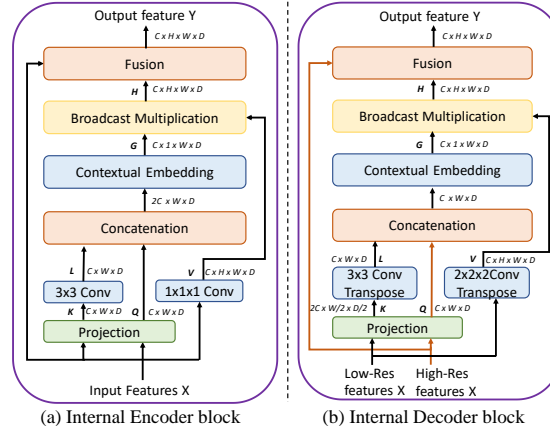 Output feature Y
C x H x W x D
Fusion
H C x H x W x D
Broadcast Multiplication
G C x 1 x W x D
Contextual Embedding
2C x W x D
Concatenation
L C x W x D
V C x H x W x D
3x3 Conv
1x1x1 Conv
K C x W x D
Q C x W x D
Projection
Input Features X
(a) Internal Encoder block
Output feature Y
C x H x W x D
Fusion
H C x H x W x D
Broadcast Multiplication
G C x 1 x W x D
Contextual Embedding
C x W x D
Concatenation
C x W x D L
V C x H x W x D
3x3 Conv
Transpose
2x2x2Conv
Transpose
2C x W/2 x D/2 K
Q C x W x D
Projection
Low-Res
features X
High-Res
features X
(b) Internal Decoder block